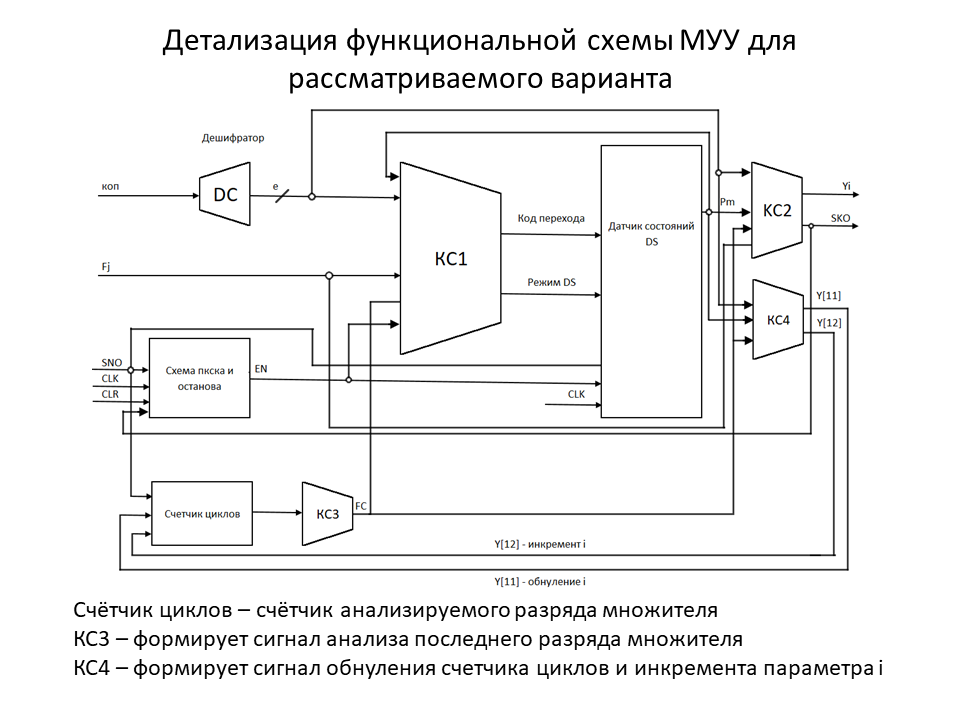 Детализация функциональной схемы МУУ для
рассматриваемого варианта
Дешифратор
коп
DC
e
Fj
КС1
Код перехода
Режим DS
Датчик состояний
DS
Pm
КС2
Yi
SKO
КС4
Y[11]
Y[12]
SNO
CLK
CLR
Схема пкска и
останова
EN
CLK
Счетчик циклов
КС3
FC
Y[12] - инкремент i
Y[11] - обнуление i
Счётчик циклов – счётчик анализируемого разряда множителя
КС3 – формирует сигнал анализа последнего разряда множителя
КС4 – формирует сигнал обнуления счетчика циклов и инкремента параметра i